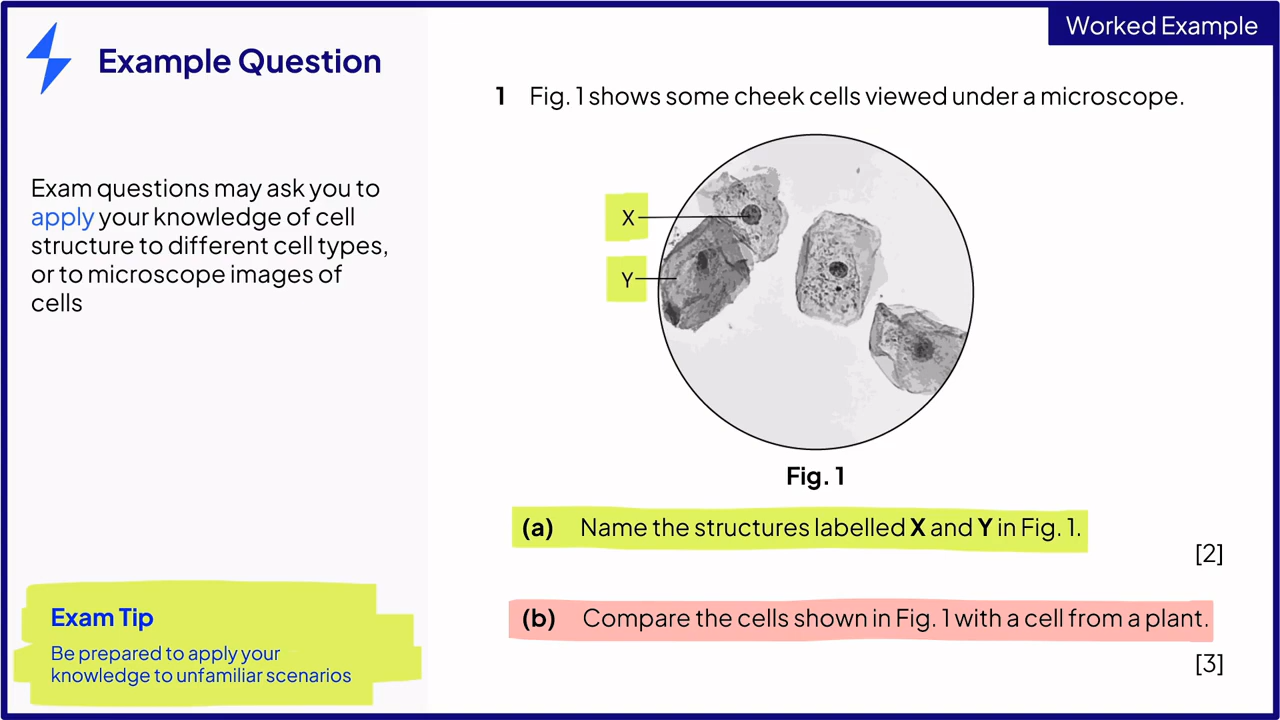 Worked Example
Example Question
Exam questions may ask you to
apply your knowledge of cell
structure to different cell types,
or to microscope images of
cells
Exam Tip
Be prepared to apply your
knowledge to unfamiliar scenarios
1 Fig. 1 shows some cheek cells viewed under a microscope.
X
Y
Fig. 1
(a) Name the structures labelled X and Y in Fig. 1.
[2]
(b) Compare the cells shown in Fig. 1 with a cell from a plant.
[3]